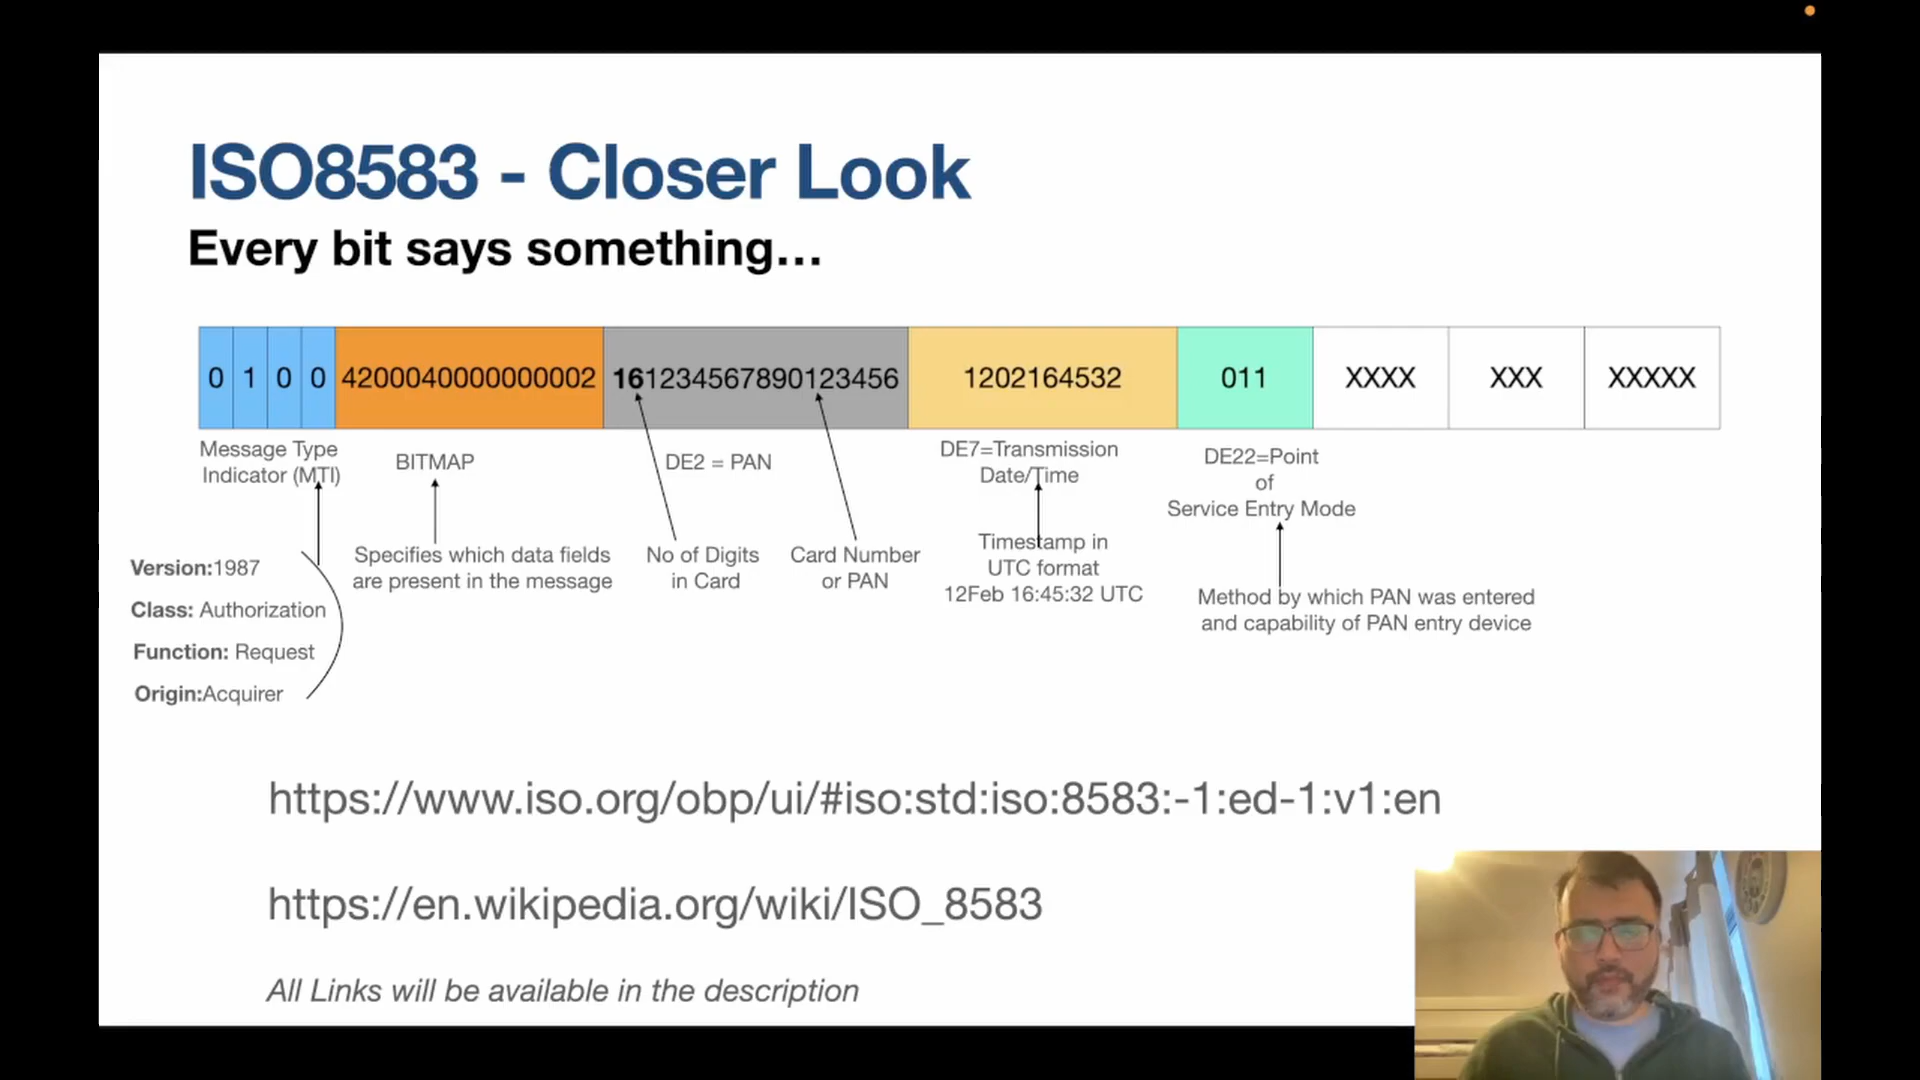 ISO8583 - Closer Look
Every bit says something...
0 1 0 0 4200040000000002 161234567890123456 1202164532 011 XXXX XXX XXXXX
Message Type
Indicator (MTI)
BITMAP
DE2 = PAN
DE7=Transmission
Date/Time
DE22=Point
of
Service Entry Mode
Version:1987
Class: Authorization
Function: Request
Origin:Acquirer
Specifies which data fields
are present in the message
No of Digits
in Card
Card Number
or PAN
Timestamp in
UTC format
12Feb 16:45:32 UTC
Method by which PAN was entered
and capability of PAN entry device
https://www.iso.org/obp/ui/#iso:std:iso:8583:-1:ed-1:v1:en
https://en.wikipedia.org/wiki/ISO_8583
All Links will be available in the description